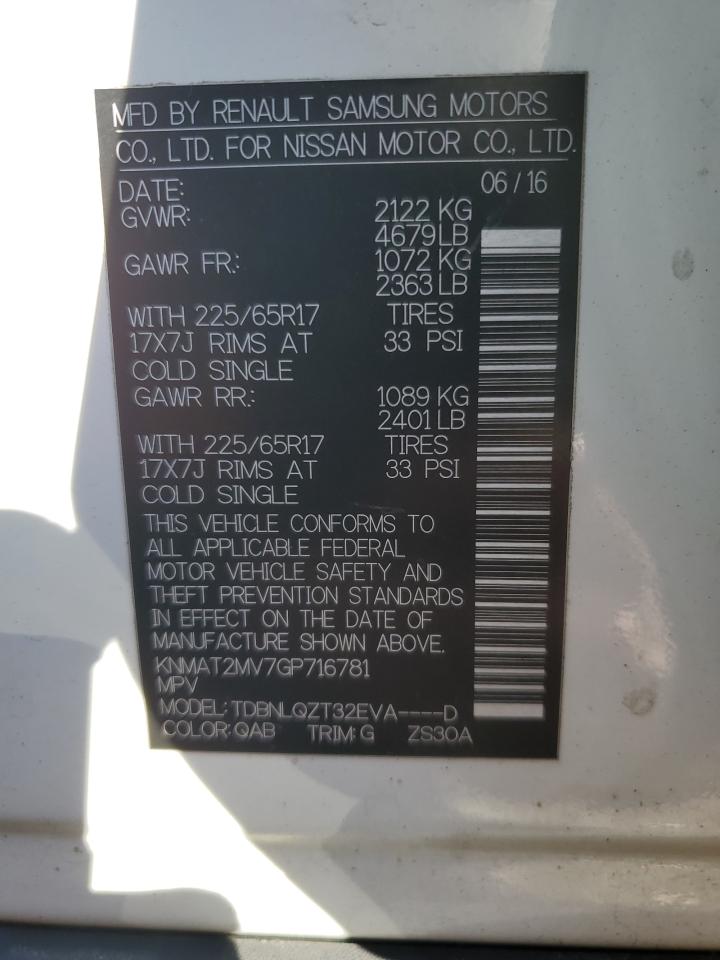 MFD BY RENAULT SAMSUNG MOTORS
CO., LTD. FOR NISSAN MOTOR CO., LTD.
DATE: 06 / 16
GVWR: 2122 KG
4679 LB
GAWR FR.: 1072 KG
2363 LB
WITH 225/65R17 TIRES
17X7J RIMS AT 33 PSI
COLD SINGLE
GAWR RR.: 1089 KG
2401 LB
WITH 225/65R17 TIRES
17X7J RIMS AT 33 PSI
COLD SINGLE
THIS VEHICLE CONFORMS TO
ALL APPLICABLE FEDERAL
MOTOR VEHICLE SAFETY AND
THEFT PREVENTION STANDARDS
IN EFFECT ON THE DATE OF
MANUFACTURE SHOWN ABOVE.
KNMAT2MV7GP716781
MPV
MODEL: TDBNLQZT32EVA----D
COLOR: QAB TRIM: G ZS30A